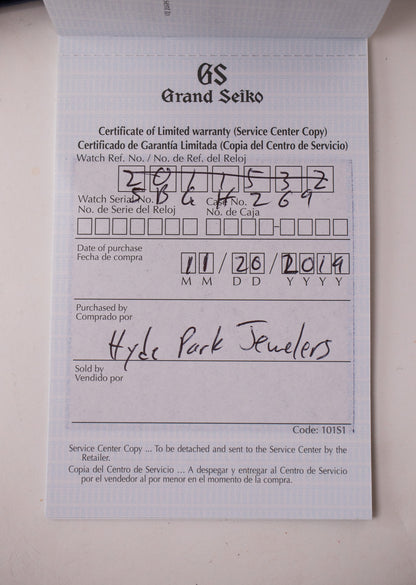 GS
Grand Seiko
Certificate of Limited warranty (Service Center Copy)
Certificado de Garantía Limitada (Copia del Centro de Servicio)
Watch Ref. No. / No. de Ref. del Reloj
2011532
SBGH269
Watch Serial No.
No. de Serie del Reloj
Case No.
No. de Caja
Date of purchase
Fecha de compra
11 / 20 / 2019
M M D D Y Y Y Y
Purchased by
Comprado por
Hyde Park Jewelers
Sold by
Vendido por
Code: 101S1
Service Center Copy ... To be detached and sent to the Service Center by the
Retailer.
Copia del Centro de Servicio ... A despegar y entregar al Centro de Servicio
por el vendedor al por menor en el momento de la compra.